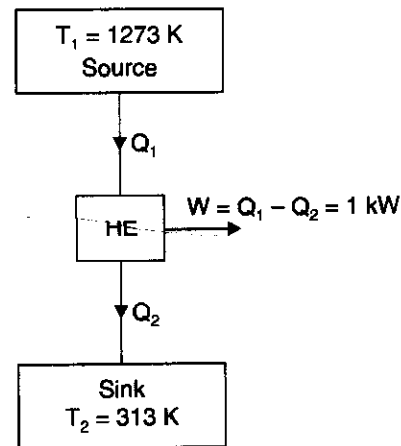 T₁ = 1273 K
Source
Q₁
W = Q₁ – Q₂ = 1 kW
HE
Q₂
Sink
T₂ = 313 K